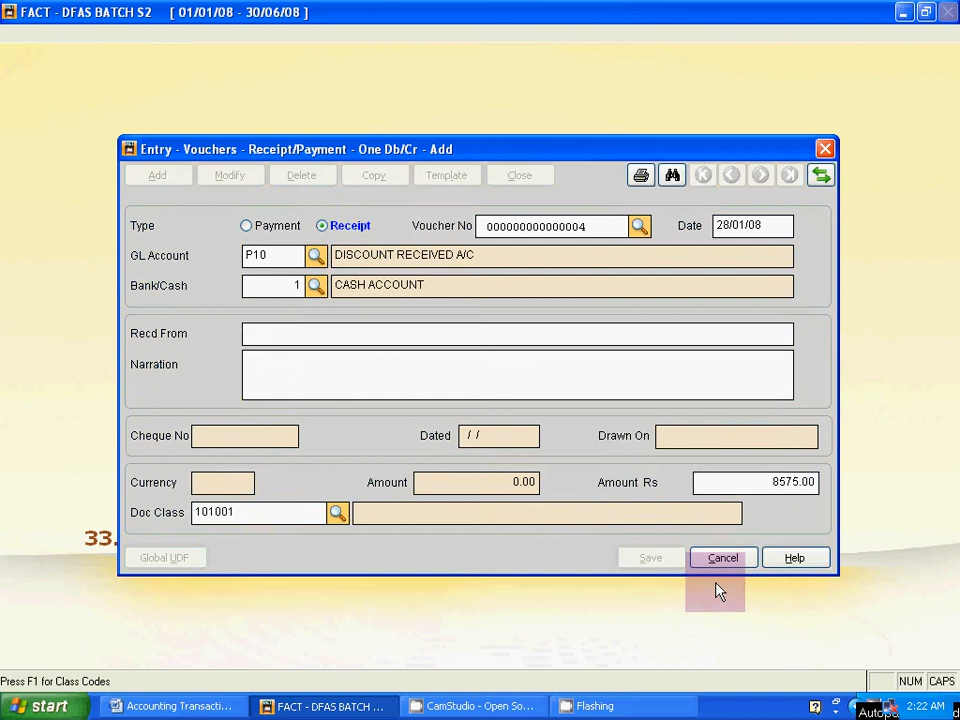 FACT - DFAS BATCH S2 [ 01/01/08 - 30/06/08 ]
Entry - Vouchers - Receipt/Payment - One Db/Cr - Add
Add Modify Delete Copy Template Close
Type Payment Receipt Voucher No 000000000000004 Date 28/01/08
GL Account P10 DISCOUNT RECEIVED A/C
Bank/Cash 1 CASH ACCOUNT
Recd From
Narration
Cheque No Dated / / Drawn On
Currency Amount 0.00 Amount Rs 8575.00
Doc Class 101001
33.
Global UDF Save Cancel Help
Press F1 for Class Codes NUM CAPS
start Accounting Transacti... FACT - DFAS BATCH ... CamStudio - Open So... Flashing 2:22 AM